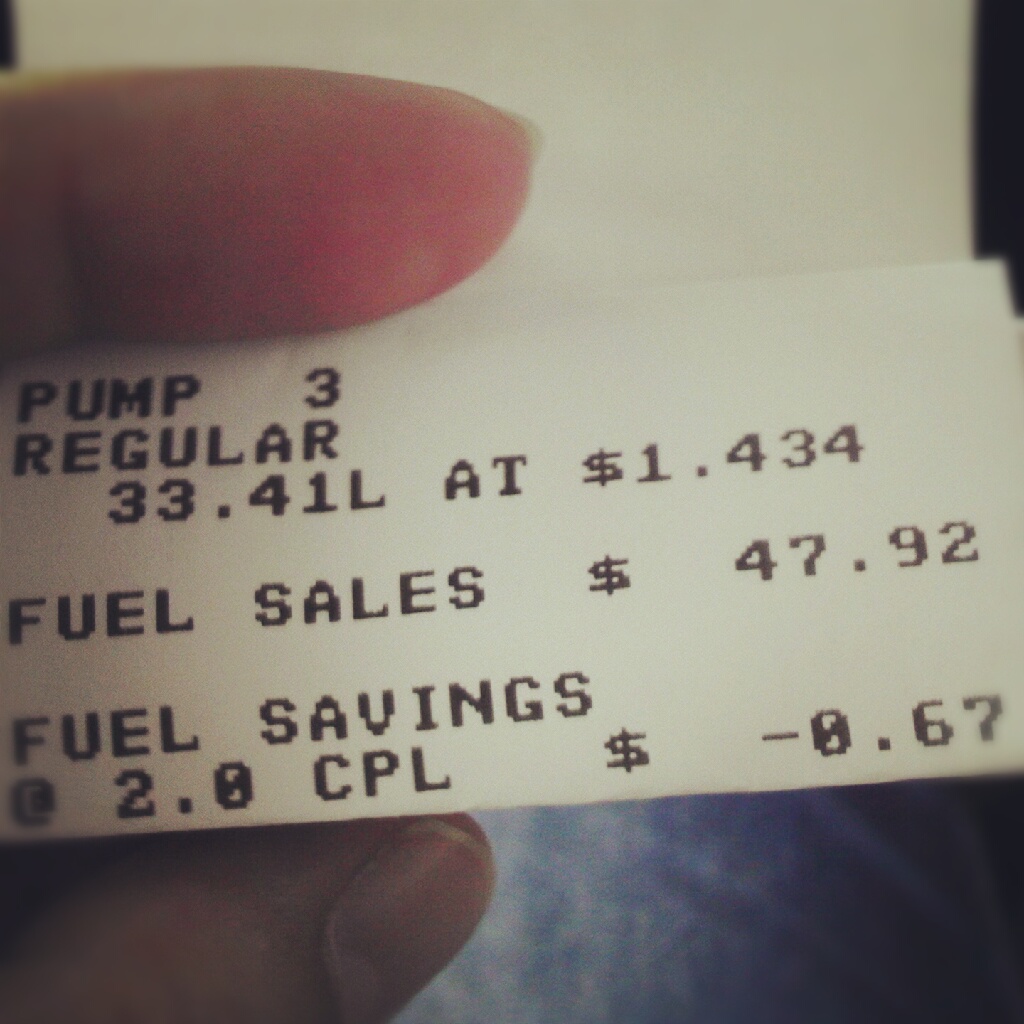 PUMP 3
REGULAR
33.41L AT $1.434
FUEL SALES $ 47.92
FUEL SAVINGS
@ 2.0 CPL $ -0.67